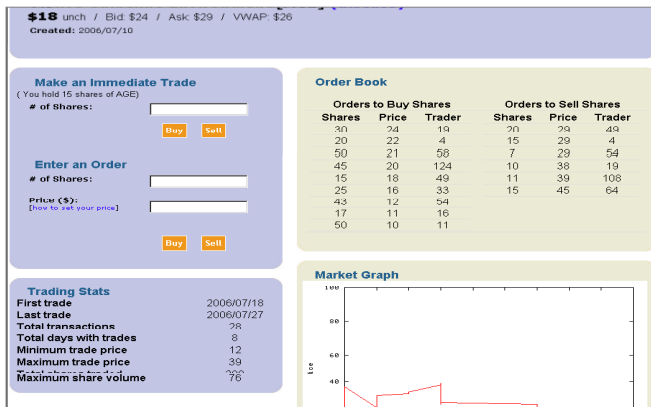 $18 unch / Bid: $24 / Ask: $29 / VWAP: $26
Created: 2006/07/10
Make an Immediate Trade
( You hold 15 shares of AGE)
# of Shares:
Buy Sell
Enter an Order
# of Shares:
Price ($):
[how to set your price]
Buy Sell
Trading Stats
First trade 2006/07/18
Last trade 2006/07/27
Total transactions 28
Total days with trades 8
Minimum trade price 12
Maximum trade price 39
Total shares traded
Maximum share volume 76
Order Book
Orders to Buy Shares Orders to Sell Shares
Shares Price Trader Shares Price Trader
30 24 19 20 29 49
20 22 4 15 29 4
50 21 58 7 29 54
45 20 124 10 38 19
15 18 49 11 39 108
25 16 33 15 45 64
43 12 54
17 11 16
50 10 11
Market Graph
100
80
60
40